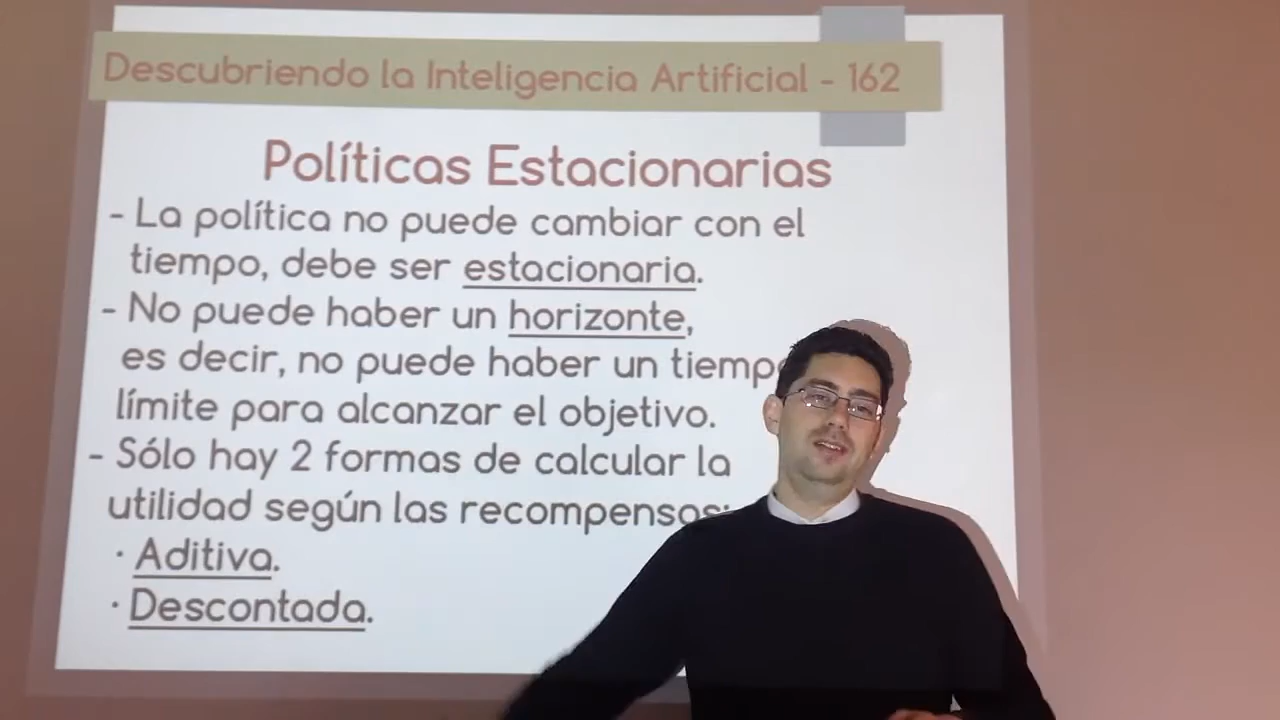 Descubriendo la Inteligencia Artificial - 162
Políticas Estacionarias
- La política no puede cambiar con el
tiempo, debe ser estacionaria.
- No puede haber un horizonte,
es decir, no puede haber un tiempo
límite para alcanzar el objetivo.
- Sólo hay 2 formas de calcular la
utilidad según las recompensas:
· Aditiva.
· Descontada.